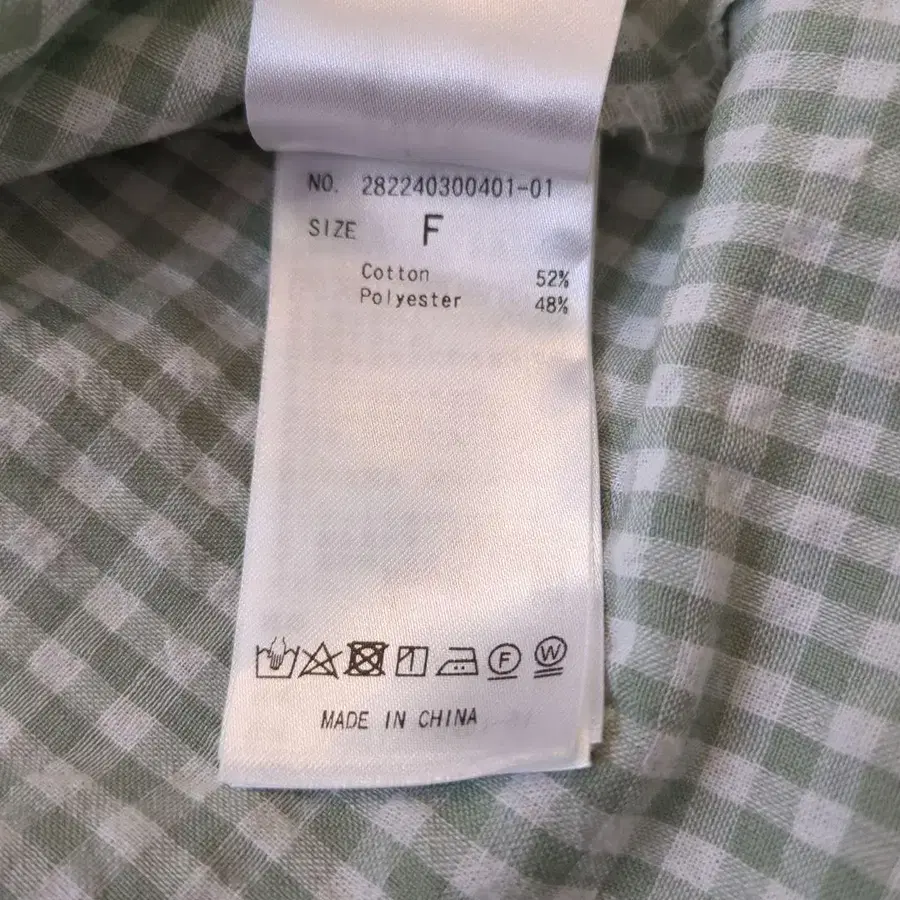 NO. 282240300401-01
SIZE F
Cotton 52%
Polyester 48%
F W
MADE IN CHINA